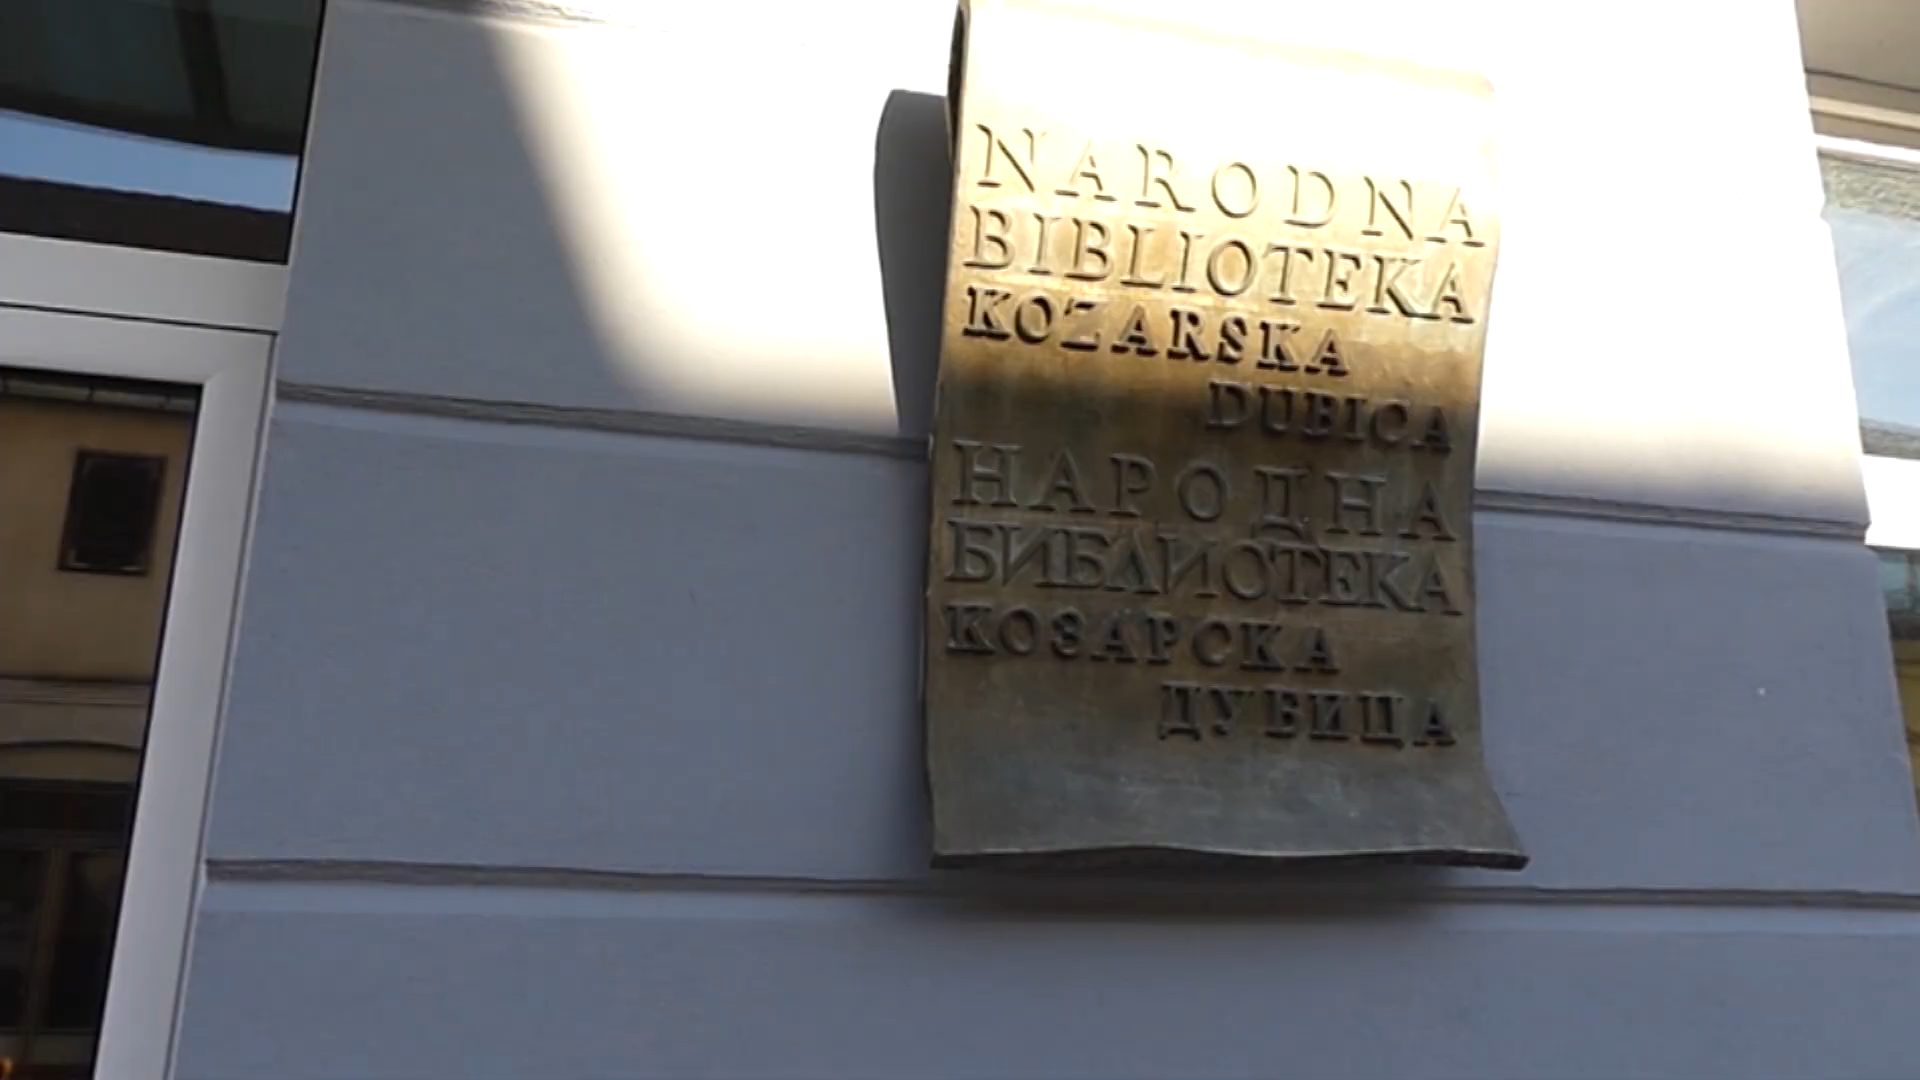 NARODNA
BIBLIOTEKA
KOZARSKA
DUBICA
НАРОДНА
БИБЛИОТЕКА
КОЗАРСКА
ДУБИЦА